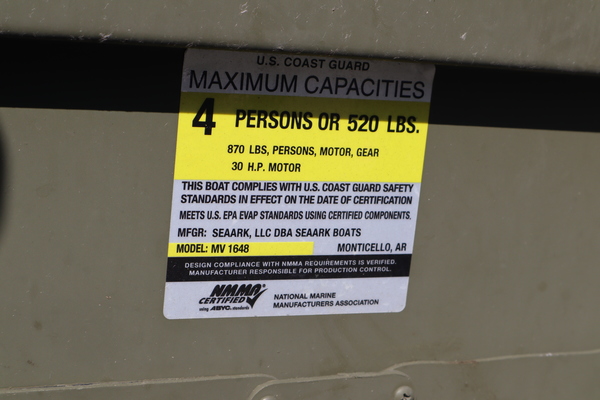 U.S. COAST GUARD
MAXIMUM CAPACITIES
4 PERSONS OR 520 LBS.
870 LBS, PERSONS, MOTOR, GEAR
30 H.P. MOTOR
THIS BOAT COMPLIES WITH U.S. COAST GUARD SAFETY
STANDARDS IN EFFECT ON THE DATE OF CERTIFICATION
MEETS U.S. EPA EVAP STANDARDS USING CERTIFIED COMPONENTS.
MFGR: SEAARK, LLC DBA SEAARK BOATS
MODEL: MV 1648 MONTICELLO, AR
DESIGN COMPLIANCE WITH NMMA REQUIREMENTS IS VERIFIED.
MANUFACTURER RESPONSIBLE FOR PRODUCTION CONTROL.
NMMA
CERTIFIED
using ABYC standards
NATIONAL MARINE
MANUFACTURERS ASSOCIATION